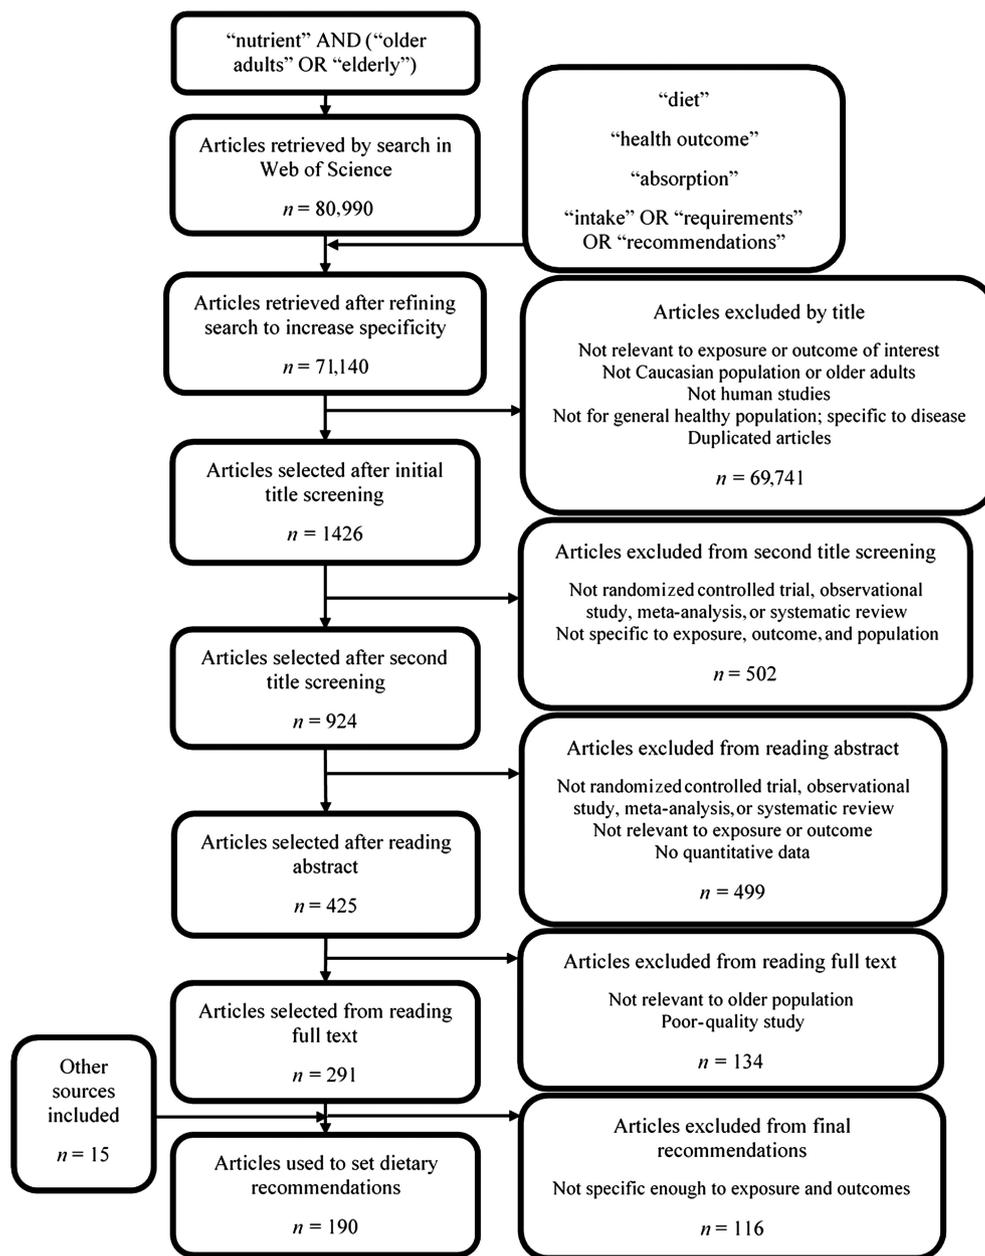 “nutrient” AND (“older
adults” OR “elderly”)
Articles retrieved by search in
Web of Science
n = 80,990
“diet”
“health outcome”
“absorption”
“intake” OR “requirements”
OR “recommendations”
Articles retrieved after refining
search to increase specificity
n = 71,140
Articles excluded by title
Not relevant to exposure or outcome of interest
Not Caucasian population or older adults
Not human studies
Not for general healthy population; specific to disease
Duplicated articles
n = 69,741
Articles selected after initial
title screening
n = 1426
Articles excluded from second title screening
Not randomized controlled trial, observational
study, meta-analysis, or systematic review
Not specific to exposure, outcome, and population
n = 502
Articles selected after second
title screening
n = 924
Articles excluded from reading abstract
Not randomized controlled trial, observational
study, meta-analysis, or systematic review
Not relevant to exposure or outcome
No quantitative data
n = 499
Articles selected after reading
abstract
n = 425
Articles excluded from reading full text
Not relevant to older population
Poor-quality study
n = 134
Articles selected from reading
full text
n = 291
Other
sources
included
n = 15
Articles excluded from final
recommendations
Not specific enough to exposure and outcomes
n = 116
Articles used to set dietary
recommendations
n = 190